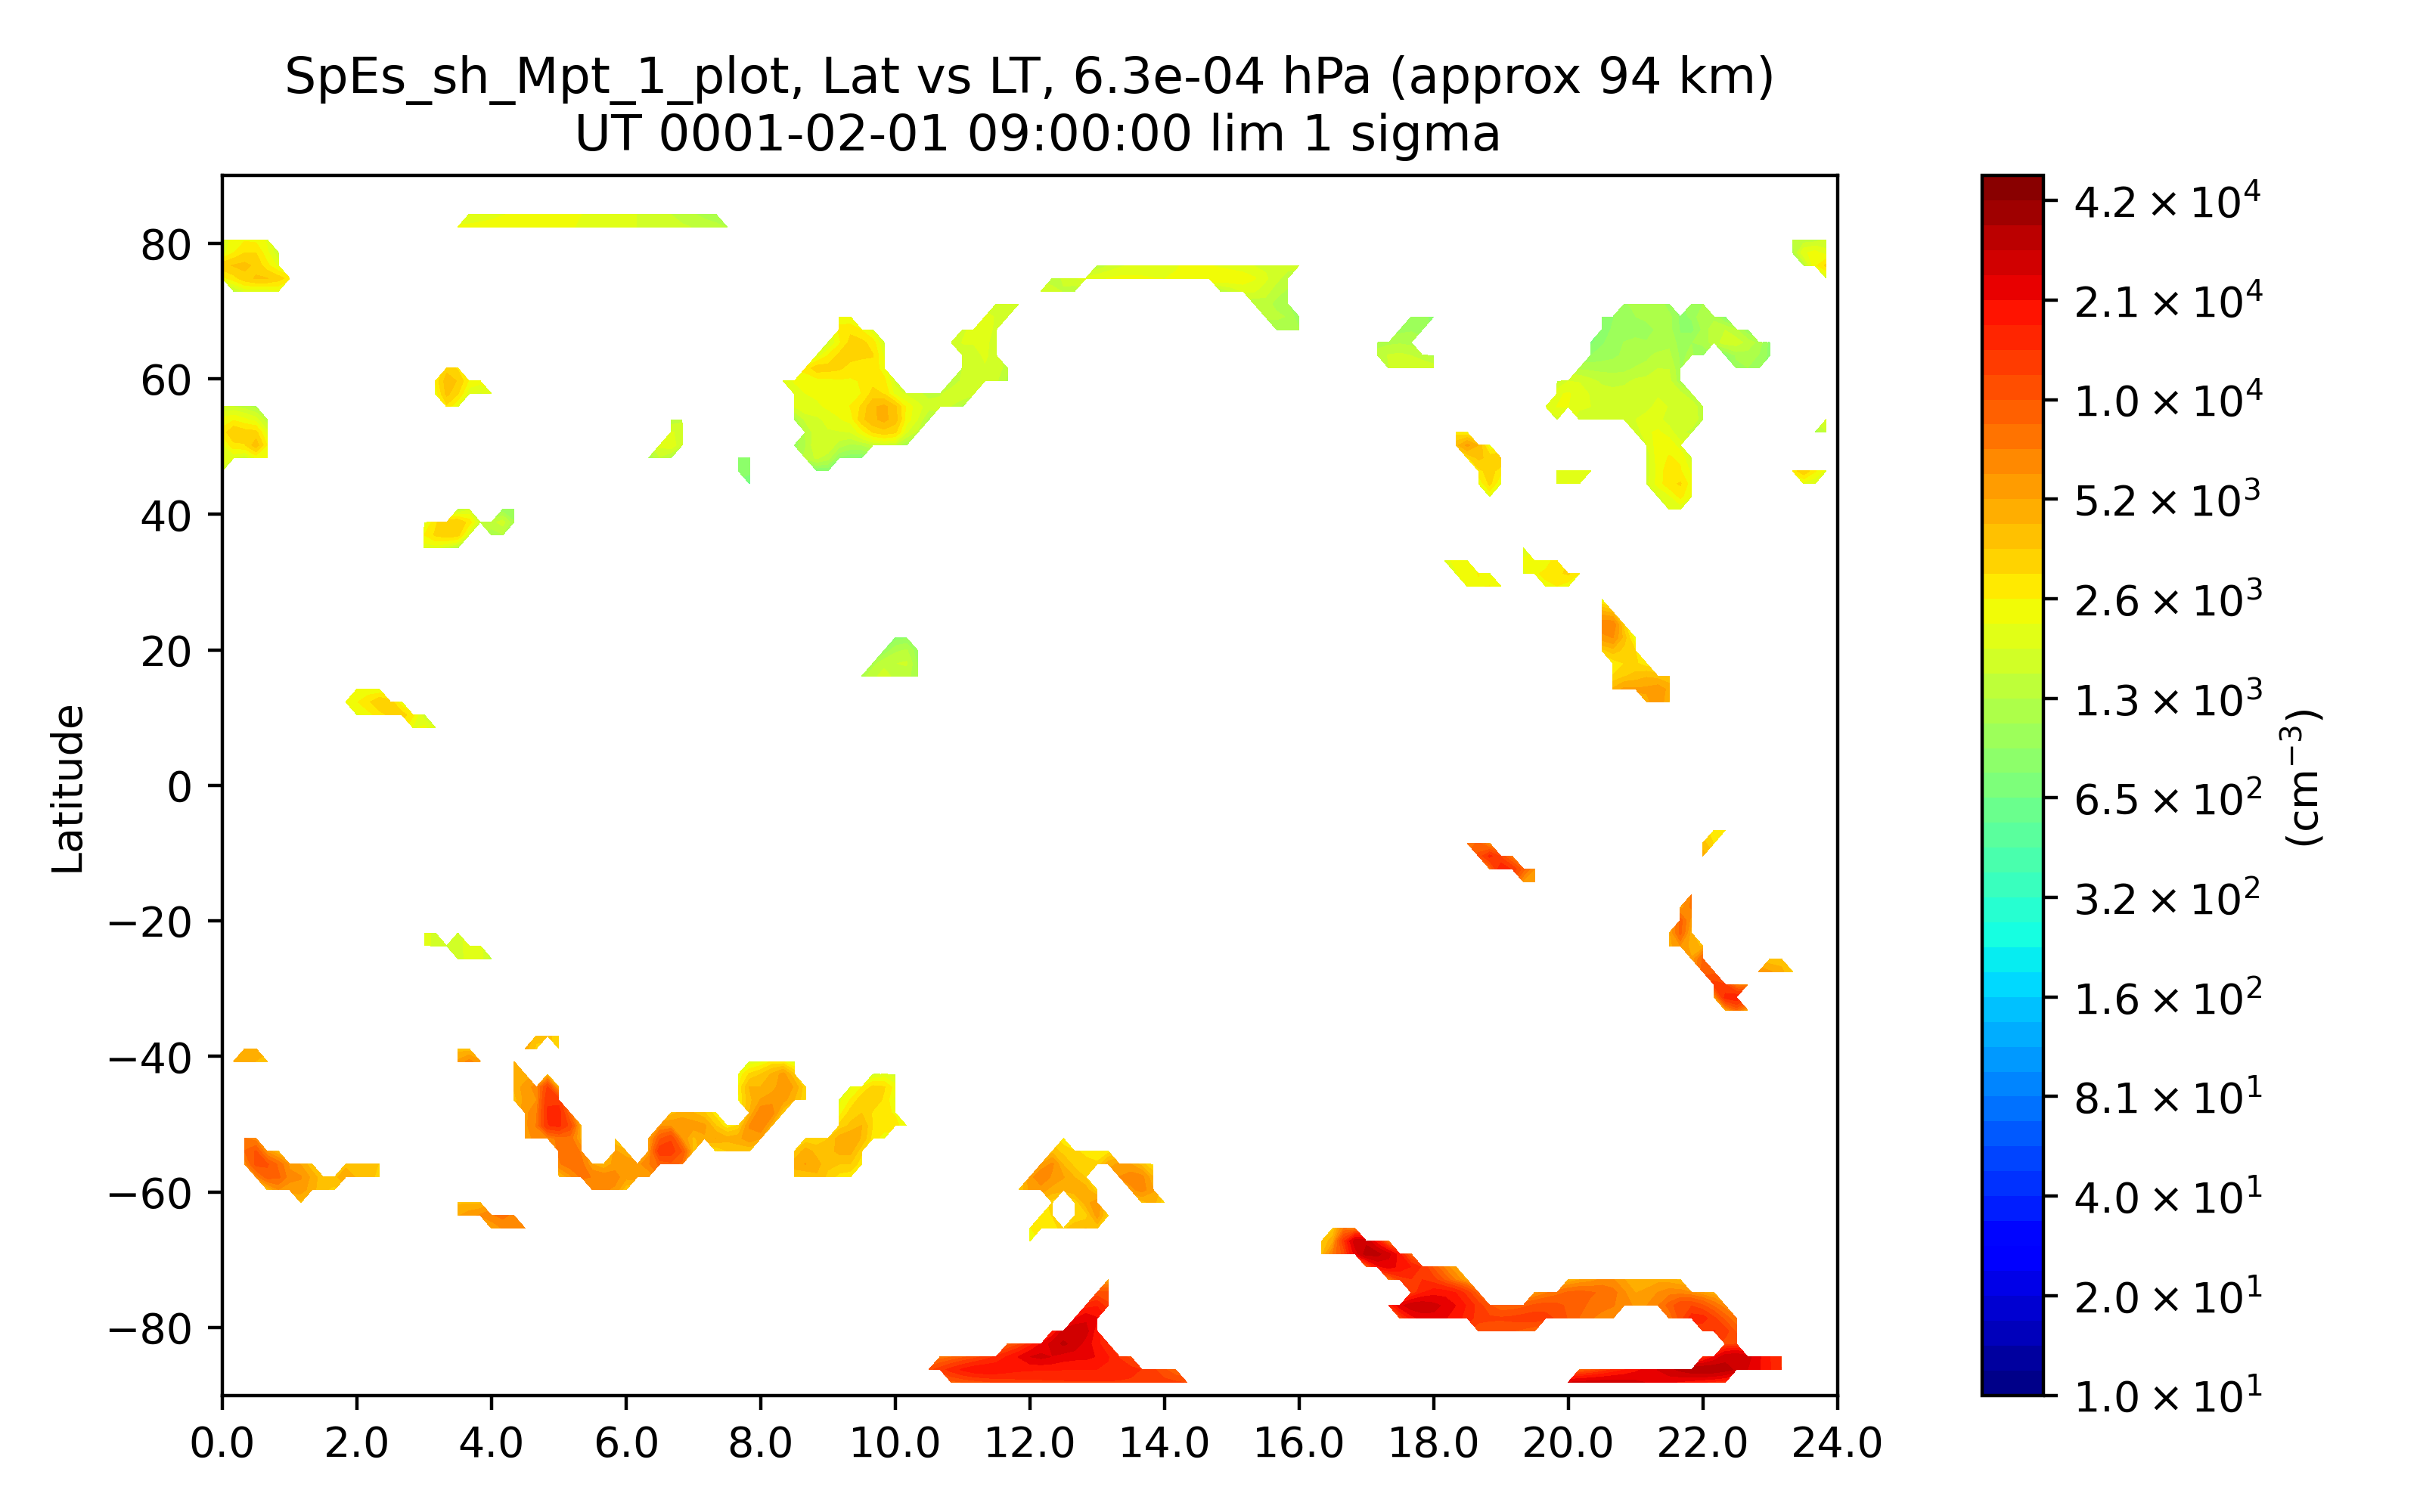 SpEs_sh_Mpt_1_plot, Lat vs LT, 6.3e-04 hPa (approx 94 km)
UT 0001-02-01 09:00:00 lim 1 sigma
Latitude
80
60
40
20
0
−20
−40
−60
−80
0.0 2.0 4.0 6.0 8.0 10.0 12.0 14.0 16.0 18.0 20.0 22.0 24.0
4.2 × 10⁴
2.1 × 10⁴
1.0 × 10⁴
5.2 × 10³
2.6 × 10³
1.3 × 10³
6.5 × 10²
3.2 × 10²
1.6 × 10²
8.1 × 10¹
4.0 × 10¹
2.0 × 10¹
1.0 × 10¹
(cm⁻³)